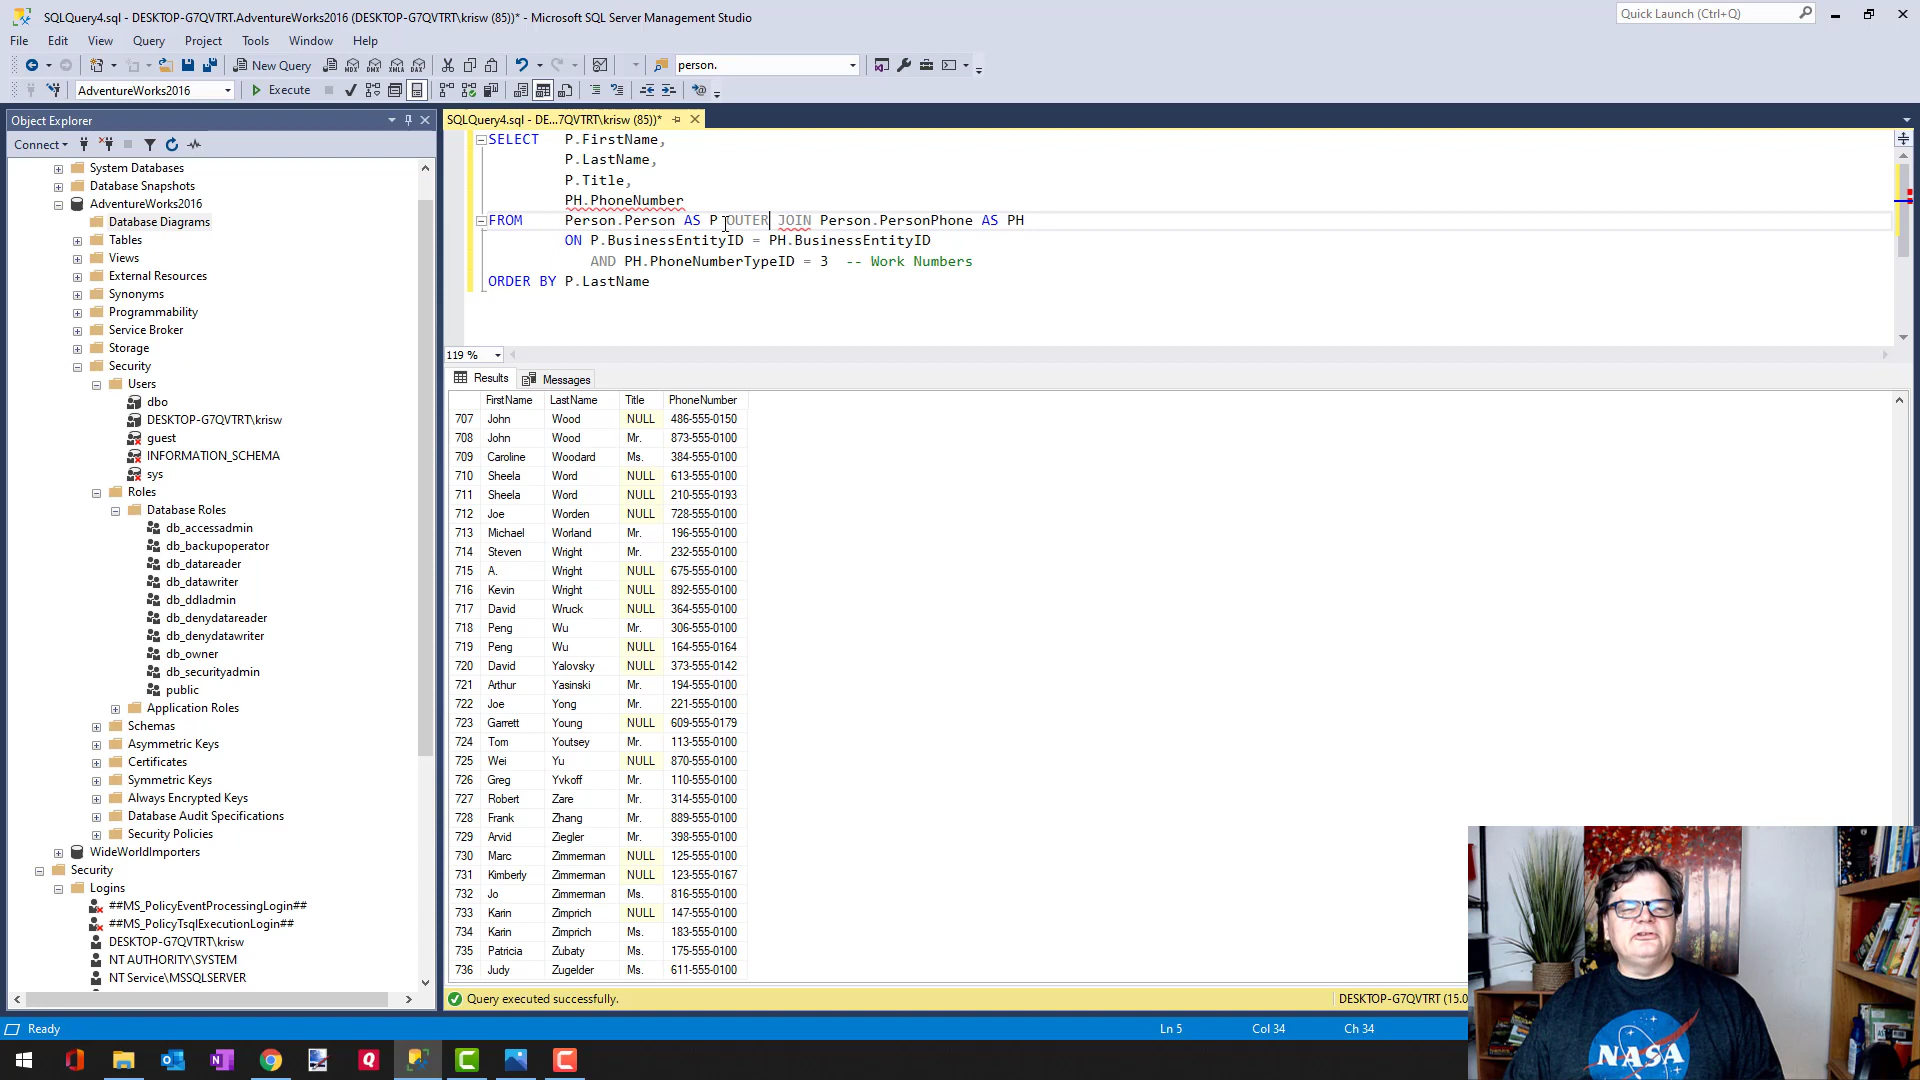 SQLQuery4.sql - DESKTOP-G7QVTRT.AdventureWorks2016 (DESKTOP-G7QVTRT\krisw (85))* - Microsoft SQL Server Management Studio
Quick Launch (Ctrl+Q)
File Edit View Query Project Tools Window Help
New Query
person.
AdventureWorks2016
Execute
Object Explorer
Connect
System Databases
Database Snapshots
AdventureWorks2016
Database Diagrams
Tables
Views
External Resources
Synonyms
Programmability
Service Broker
Storage
Security
Users
dbo
DESKTOP-G7QVTRT\krisw
guest
INFORMATION_SCHEMA
sys
Roles
Database Roles
db_accessadmin
db_backupoperator
db_datareader
db_datawriter
db_ddladmin
db_denydatareader
db_denydatawriter
db_owner
db_securityadmin
public
Application Roles
Schemas
Asymmetric Keys
Certificates
Symmetric Keys
Always Encrypted Keys
Database Audit Specifications
Security Policies
WideWorldImporters
Security
Logins
##MS_PolicyEventProcessingLogin##
##MS_PolicyTsqlExecutionLogin##
DESKTOP-G7QVTRT\krisw
NT AUTHORITY\SYSTEM
NT Service\MSSQLSERVER
SQLQuery4.sql - DE...7QVTRT\krisw (85))*
SELECT P.FirstName,
P.LastName,
P.Title,
PH.PhoneNumber
FROM Person.Person AS P OUTER JOIN Person.PersonPhone AS PH
ON P.BusinessEntityID = PH.BusinessEntityID
AND PH.PhoneNumberTypeID = 3 -- Work Numbers
ORDER BY P.LastName
119 %
Results Messages
FirstName LastName Title PhoneNumber
707 John Wood NULL 486-555-0150
708 John Wood Mr. 873-555-0100
709 Caroline Woodard Ms. 384-555-0100
710 Sheela Word NULL 613-555-0100
711 Sheela Word NULL 210-555-0193
712 Joe Worden NULL 728-555-0100
713 Michael Worland Mr. 196-555-0100
714 Steven Wright Mr. 232-555-0100
715 A. Wright NULL 675-555-0100
716 Kevin Wright NULL 892-555-0100
717 David Wruck NULL 364-555-0100
718 Peng Wu Mr. 306-555-0100
719 Peng Wu NULL 164-555-0164
720 David Yalovsky NULL 373-555-0142
721 Arthur Yasinski Mr. 194-555-0100
722 Joe Yong Mr. 221-555-0100
723 Garrett Young NULL 609-555-0179
724 Tom Youtsey Mr. 113-555-0100
725 Wei Yu NULL 870-555-0100
726 Greg Yvkoff Mr. 110-555-0100
727 Robert Zare Mr. 314-555-0100
728 Frank Zhang Mr. 889-555-0100
729 Arvid Ziegler Mr. 398-555-0100
730 Marc Zimmerman NULL 125-555-0100
731 Kimberly Zimmerman NULL 123-555-0167
732 Jo Zimmerman Ms. 816-555-0100
733 Karin Zimprich NULL 147-555-0100
734 Karin Zimprich Ms. 183-555-0100
735 Patricia Zubaty Ms. 175-555-0100
736 Judy Zugelder Ms. 611-555-0100
Query executed successfully.
DESKTOP-G7QVTRT (15.0
Ready
Ln 5 Col 34 Ch 34
NASA